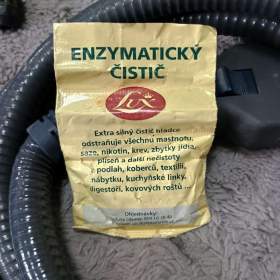 ENZYMATICKÝ
ČISTIČ
Lux
Extra silný čistič hladce
odstraňuje všechnu mastnotu,
saze, nikotin, krev, zbytky jídla,
plíseň a další nečistoty
z podlah, koberců, textilií,
nábytku, kuchyňské linky,
digestoří, kovových roštů ...
Objednávky: